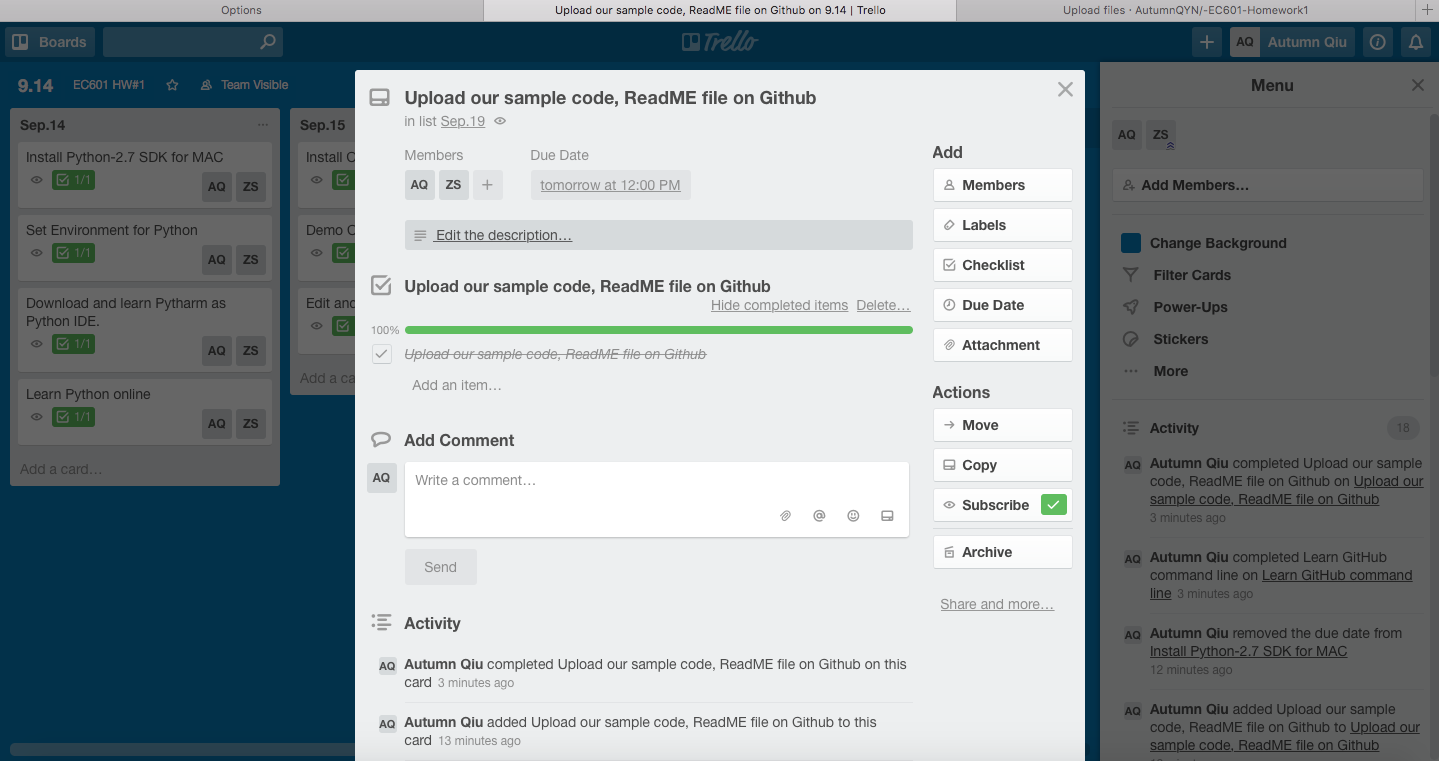 Options
Upload our sample code, ReadME file on Github on 9.14 | Trello
Upload files · AutumnQYN/-EC601-Homework1
Boards
Trello
AQ Autumn Qiu
9.14
EC601 HW#1
Team Visible
Sep.14
Install Python-2.7 SDK for MAC
1/1
AQ ZS
Set Environment for Python
1/1
AQ ZS
Download and learn Pytharm as
Python IDE.
1/1
AQ ZS
Learn Python online
1/1
AQ ZS
Add a card…
Sep.15
Install C
Demo C
Edit and
Add a ca
Upload our sample code, ReadME file on Github
in list Sep.19
Members
AQ ZS
Due Date
tomorrow at 12:00 PM
Edit the description…
Upload our sample code, ReadME file on Github
Hide completed items Delete…
100%
Upload our sample code, ReadME file on Github
Add an item…
Add Comment
AQ
Write a comment…
@
Send
Activity
AQ Autumn Qiu completed Upload our sample code, ReadME file on Github on this
card 3 minutes ago
AQ Autumn Qiu added Upload our sample code, ReadME file on Github to this
card 13 minutes ago
Add
Members
Labels
Checklist
Due Date
Attachment
Actions
Move
Copy
Subscribe
Archive
Share and more…
Menu
AQ ZS
Add Members…
Change Background
Filter Cards
Power-Ups
Stickers
More
Activity
18
AQ Autumn Qiu completed Upload our sample
code, ReadME file on Github on Upload our
sample code, ReadME file on Github
3 minutes ago
AQ Autumn Qiu completed Learn GitHub
command line on Learn GitHub command
line 3 minutes ago
AQ Autumn Qiu removed the due date from
Install Python-2.7 SDK for MAC
12 minutes ago
AQ Autumn Qiu added Upload our sample
code, ReadME file on Github to Upload our
sample code, ReadME file on Github